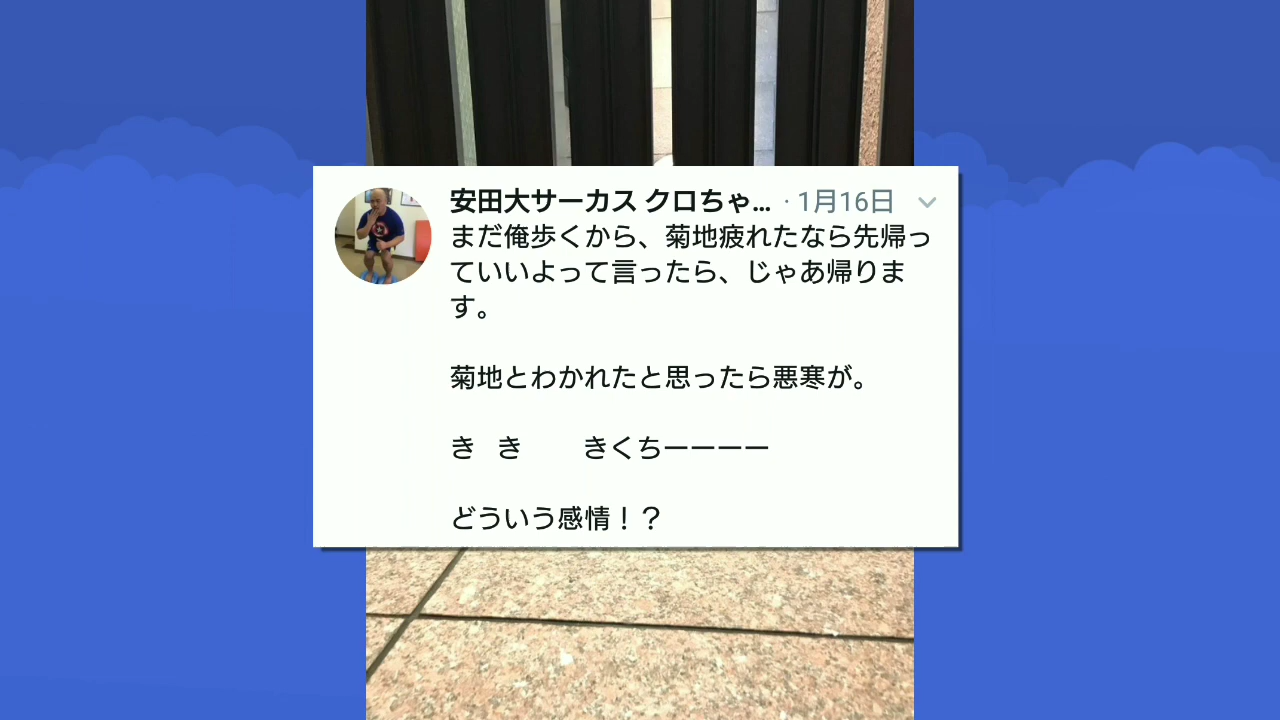 安田大サーカス クロちゃ... · 1月16日
まだ俺歩くから、菊地疲れたなら先帰っ
ていいよって言ったら、じゃあ帰りま
す。
菊地とわかれたと思ったら悪寒が。
き き　　きくちーーーー
どういう感情！？